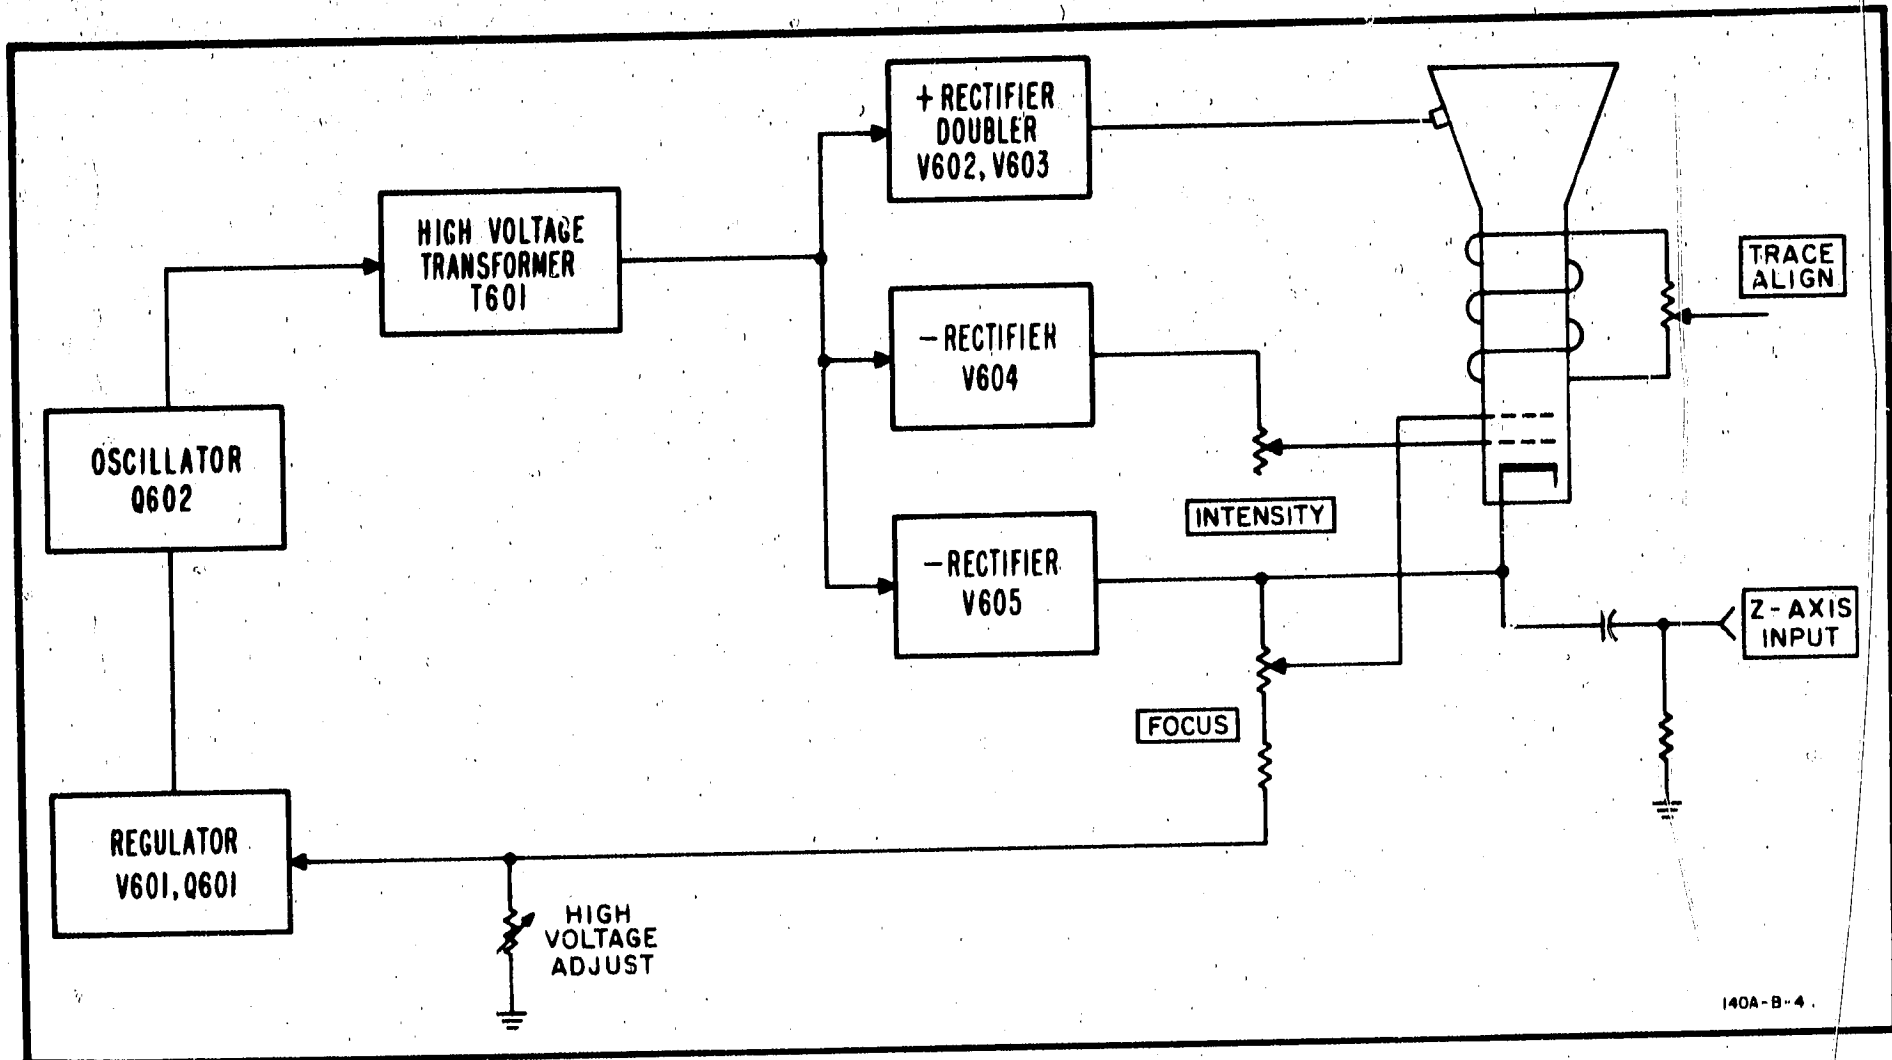 + RECTIFIER
DOUBLER
V602, V603
HIGH VOLTAGE
TRANSFORMER
T601
TRACE
ALIGN
- RECTIFIER
V604
OSCILLATOR
Q602
INTENSITY
- RECTIFIER
V605
Z-AXIS
INPUT
FOCUS
REGULATOR
V601, Q601
HIGH
VOLTAGE
ADJUST
140A-B-4